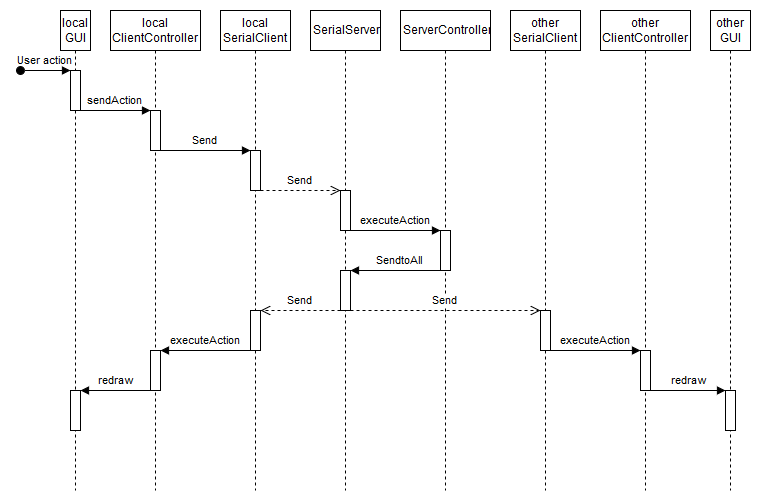 local
GUI
local
ClientController
local
SerialClient
SerialServer
ServerController
other
SerialClient
other
ClientController
other
GUI
User action
sendAction
Send
Send
executeAction
SendtoAll
Send
Send
executeAction
executeAction
redraw
redraw